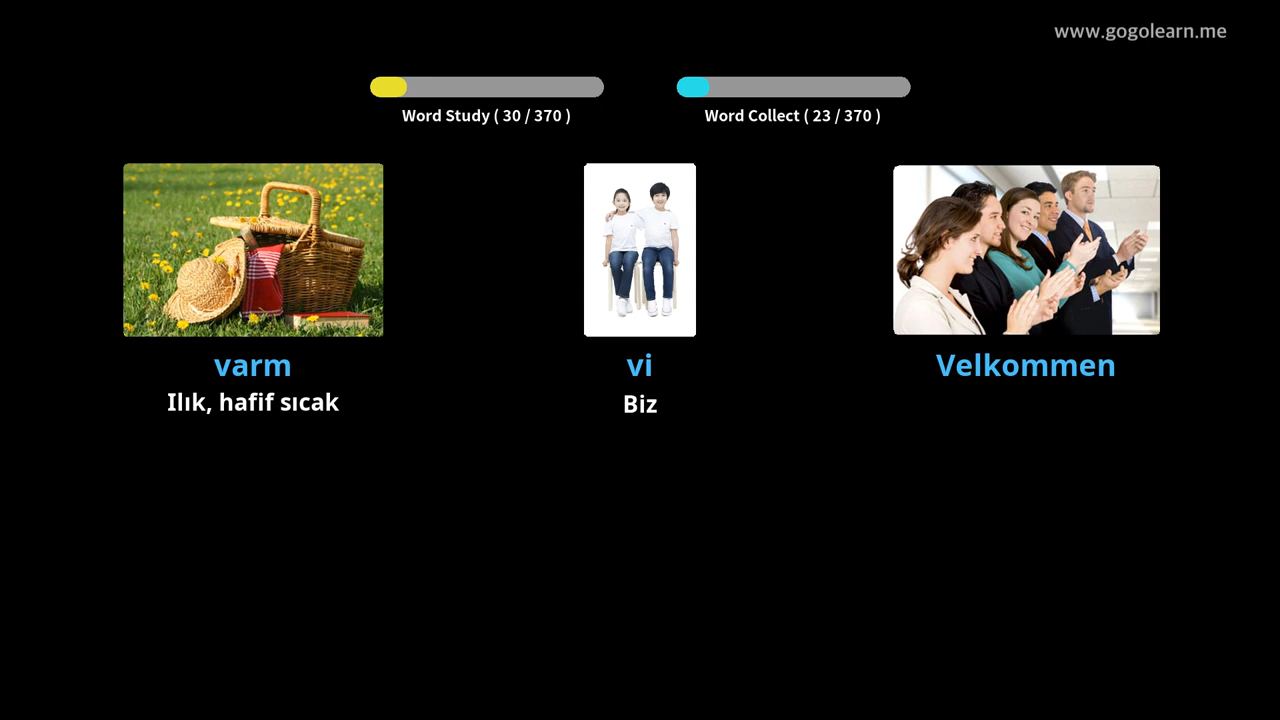 www.gogolearn.me
Word Study ( 30 / 370 )
Word Collect ( 23 / 370 )
varm
Ilık, hafif sıcak
vi
Biz
Velkommen